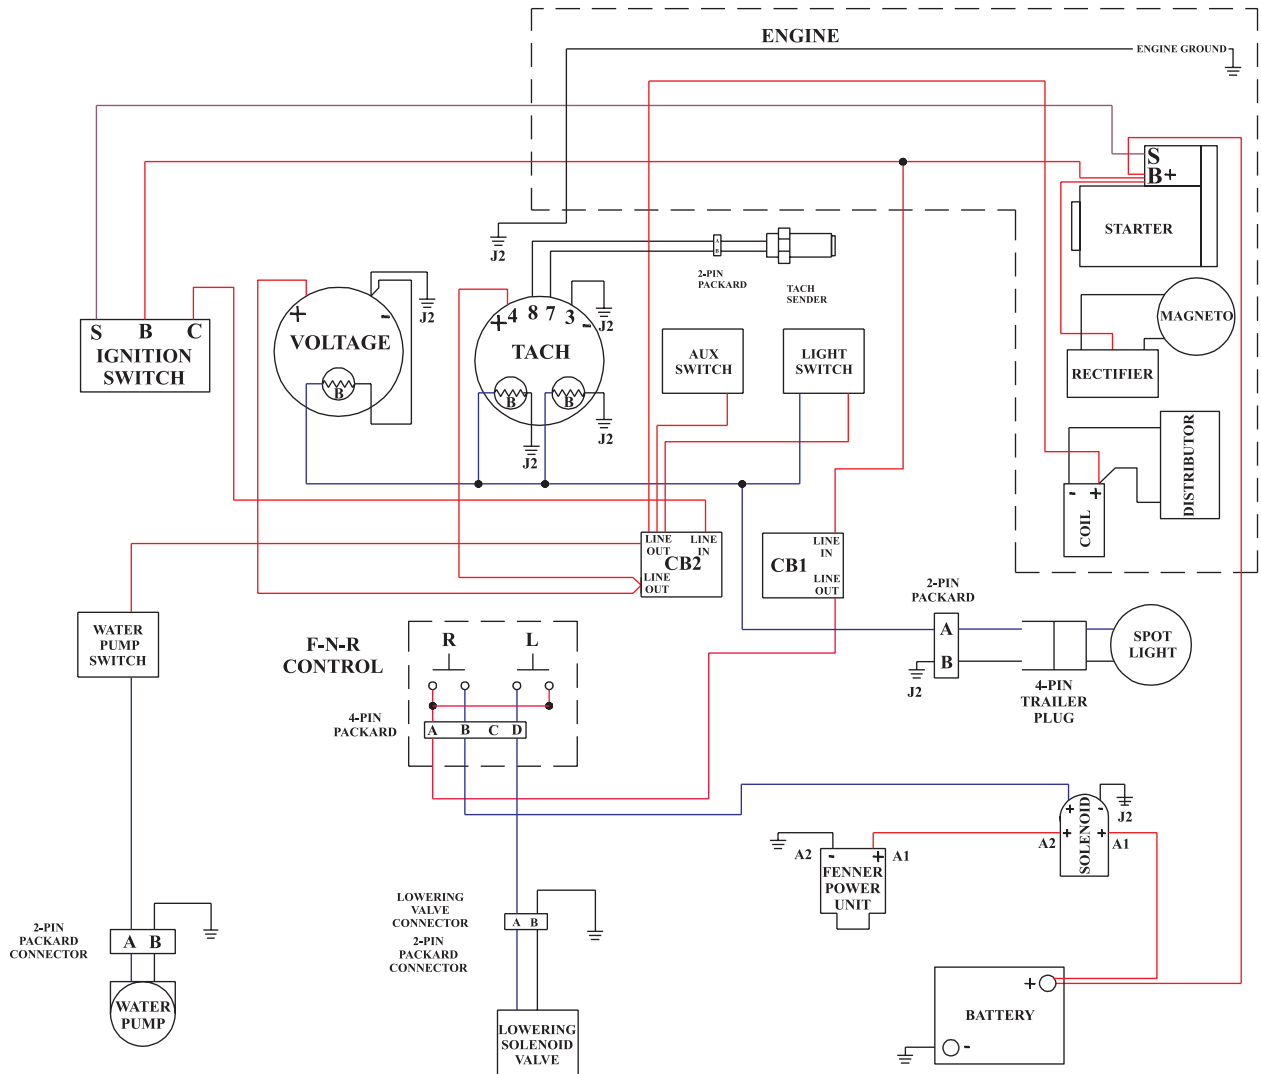 ENGINE
ENGINE GROUND
S
B+
STARTER
J2
A
B
2-PIN
PACKARD
TACH
SENDER
MAGNETO
RECTIFIER
S B C
IGNITION
SWITCH
+ -
VOLTAGE
B
J2
+ 4 8 7 3 -
TACH
B
B
J2
J2
J2
AUX
SWITCH
LIGHT
SWITCH
DISTRIBUTOR
- +
COIL
LINE
OUT
LINE
IN
CB2
LINE
OUT
LINE
IN
CB1
LINE
OUT
2-PIN
PACKARD
A
B
J2
4-PIN
TRAILER
PLUG
SPOT
LIGHT
WATER
PUMP
SWITCH
F-N-R
CONTROL
R L
4-PIN
PACKARD
A B C D
+ -
J2
SOLENOID
A2 + + A1
A2 - + A1
FENNER
POWER
UNIT
LOWERING
VALVE
CONNECTOR
A B
2-PIN
PACKARD
CONNECTOR
2-PIN
PACKARD
CONNECTOR
A B
WATER
PUMP
LOWERING
SOLENOID
VALVE
+
BATTERY
-